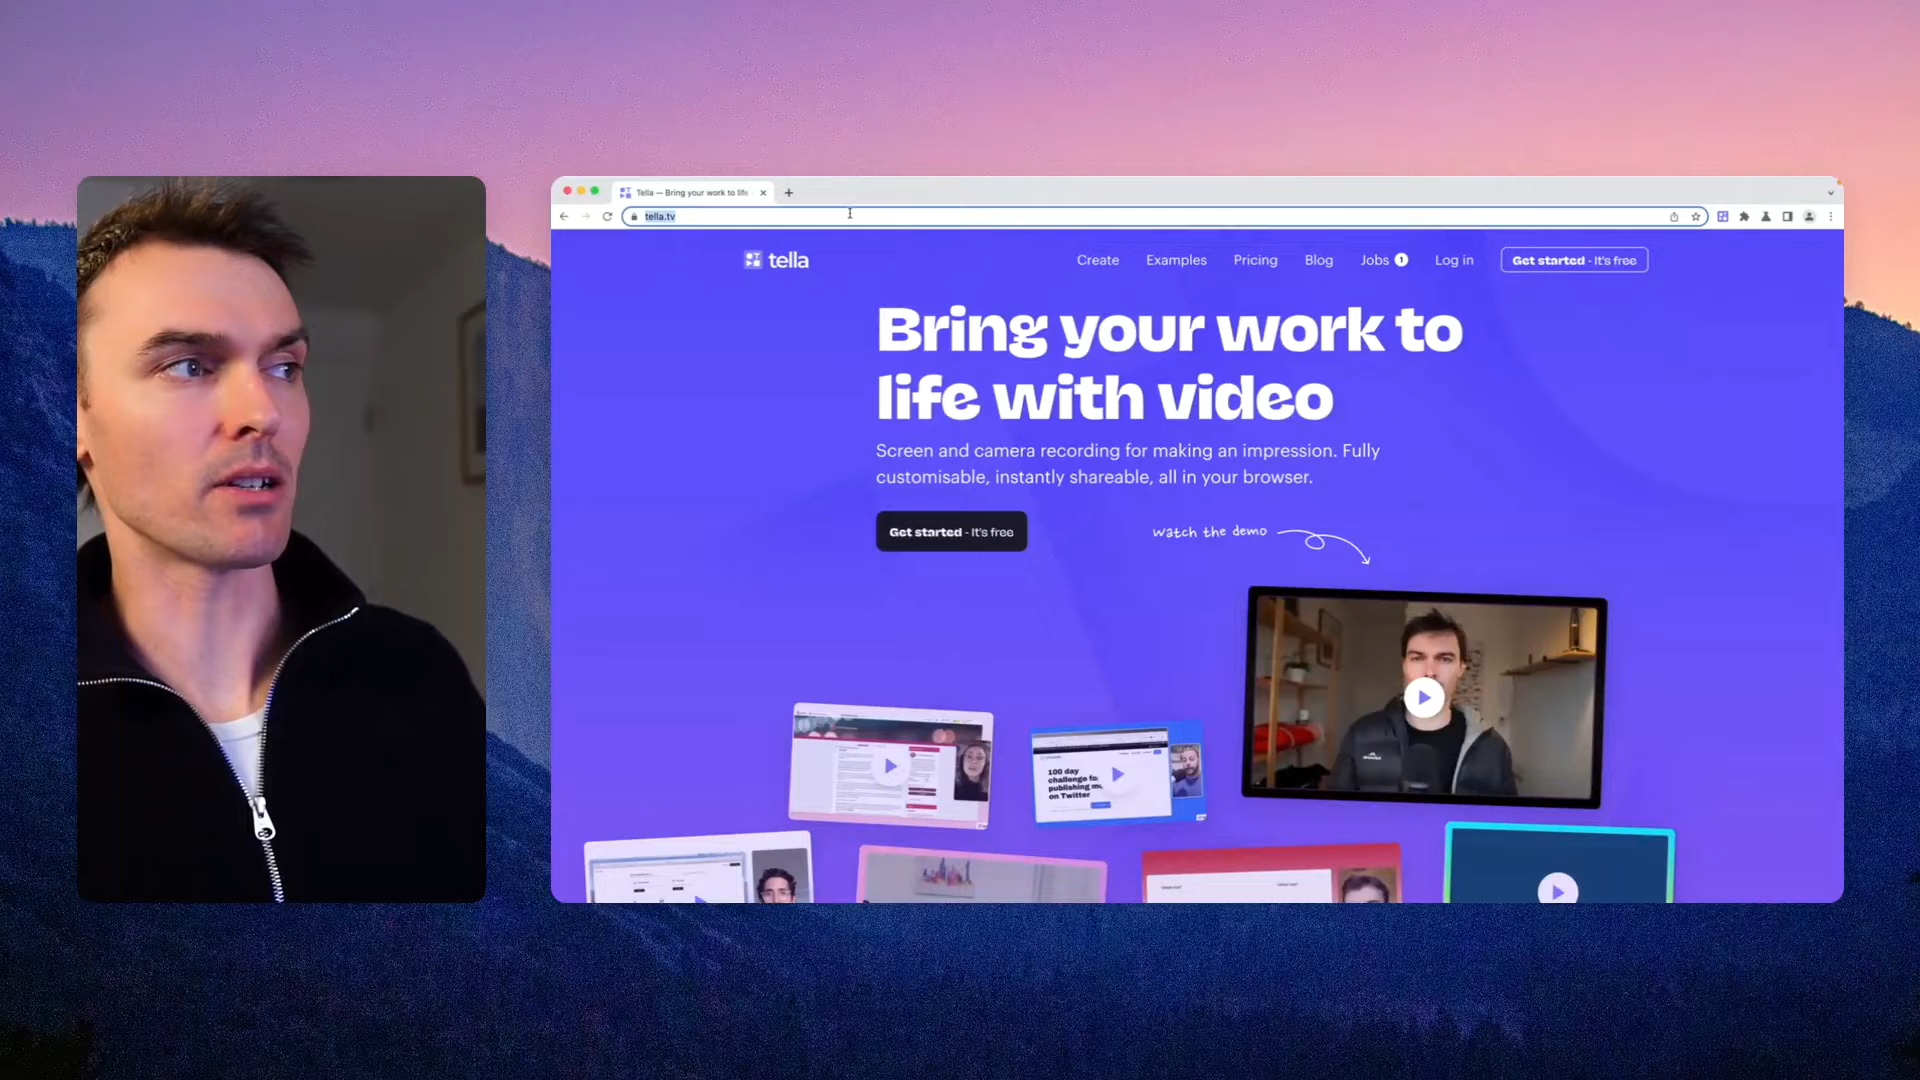 Tella — Bring your work to life
tella.tv
tella
Create
Examples
Pricing
Blog
Jobs 1
Log in
Get started - It's free
Bring your work to
life with video
Screen and camera recording for making an impression. Fully
customisable, instantly shareable, all in your browser.
Get started - It's free
Watch the demo
100 day
challenge fo
publishing mu
on Twitter